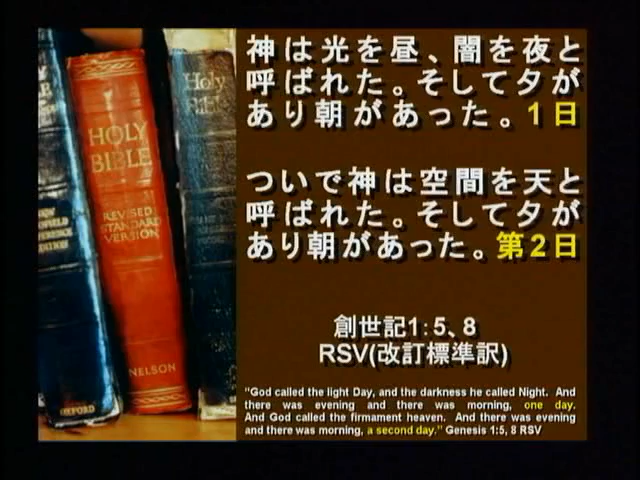 HOLY
BIBLE
REVISED
STANDARD
VERSION
NELSON
OXFORD
Holy
神は光を昼、闇を夜と
呼ばれた。そして夕が
あり朝があった。1日
ついで神は空間を天と
呼ばれた。そして夕が
あり朝があった。第2日
創世記1：5、8
RSV(改訂標準訳)
"God called the light Day, and the darkness he called Night. And
there was evening and there was morning, one day.
And God called the firmament heaven. And there was evening
and there was morning, a second day." Genesis 1:5, 8 RSV